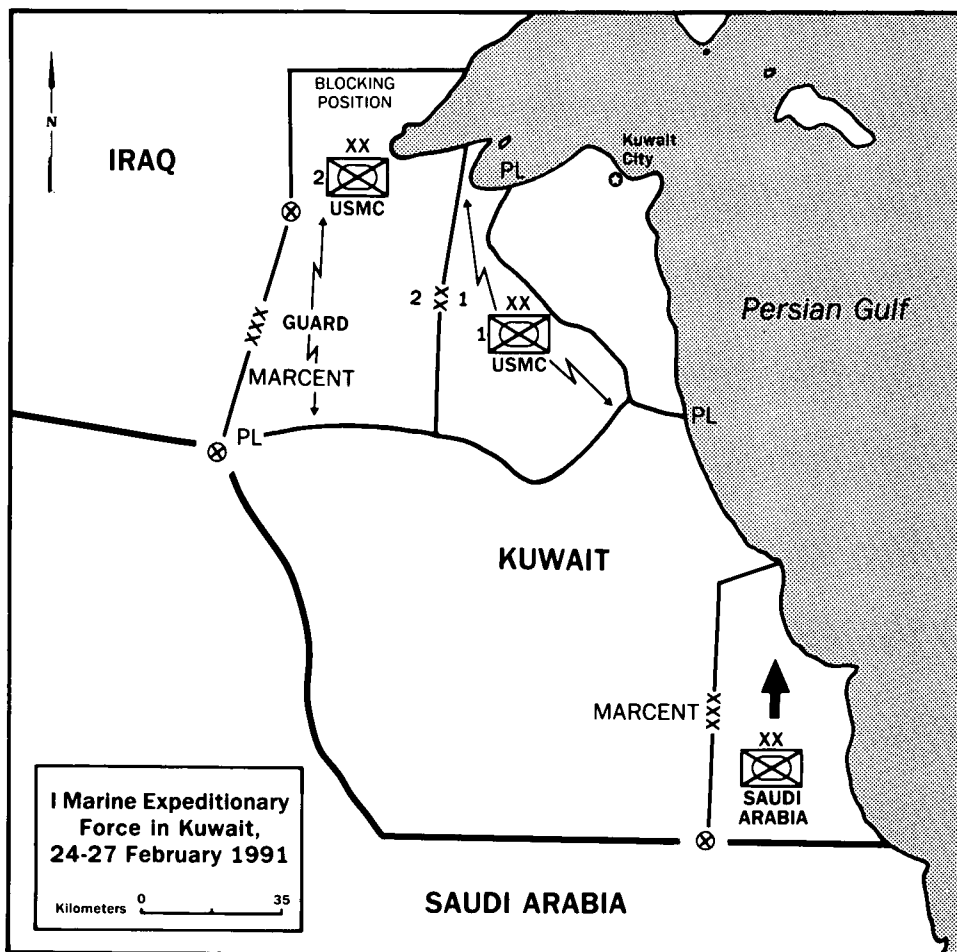 BLOCKING
POSITION
N
IRAQ
XX
2
USMC
PL
Kuwait
City
XXX
GUARD
MARCENT
2 XX 1
XX
1
USMC
Persian Gulf
PL
PL
KUWAIT
MARCENT
XXX
XX
SAUDI
ARABIA
I Marine Expeditionary
Force in Kuwait,
24-27 February 1991
Kilometers 0 35
SAUDI ARABIA